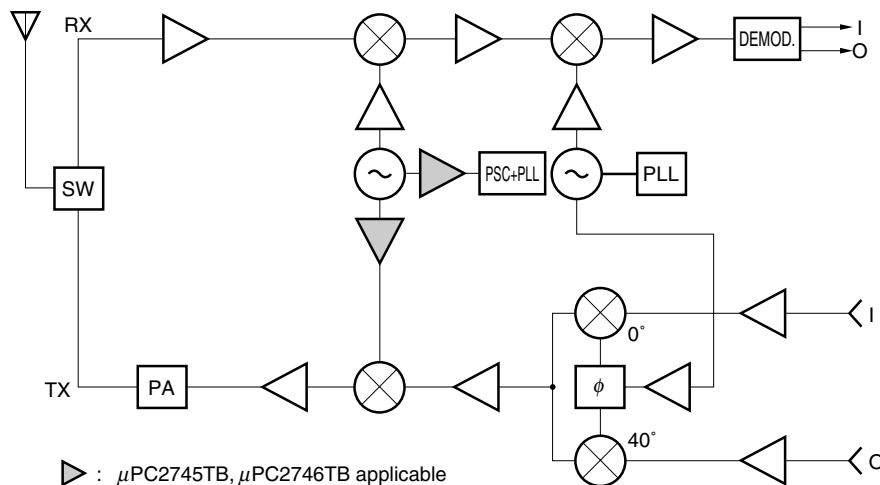 RX
I
DEMOD.
O
SW
PSC+PLL
PLL
I
0°
TX
PA
ϕ
40°
O
: μPC2745TB, μPC2746TB applicable